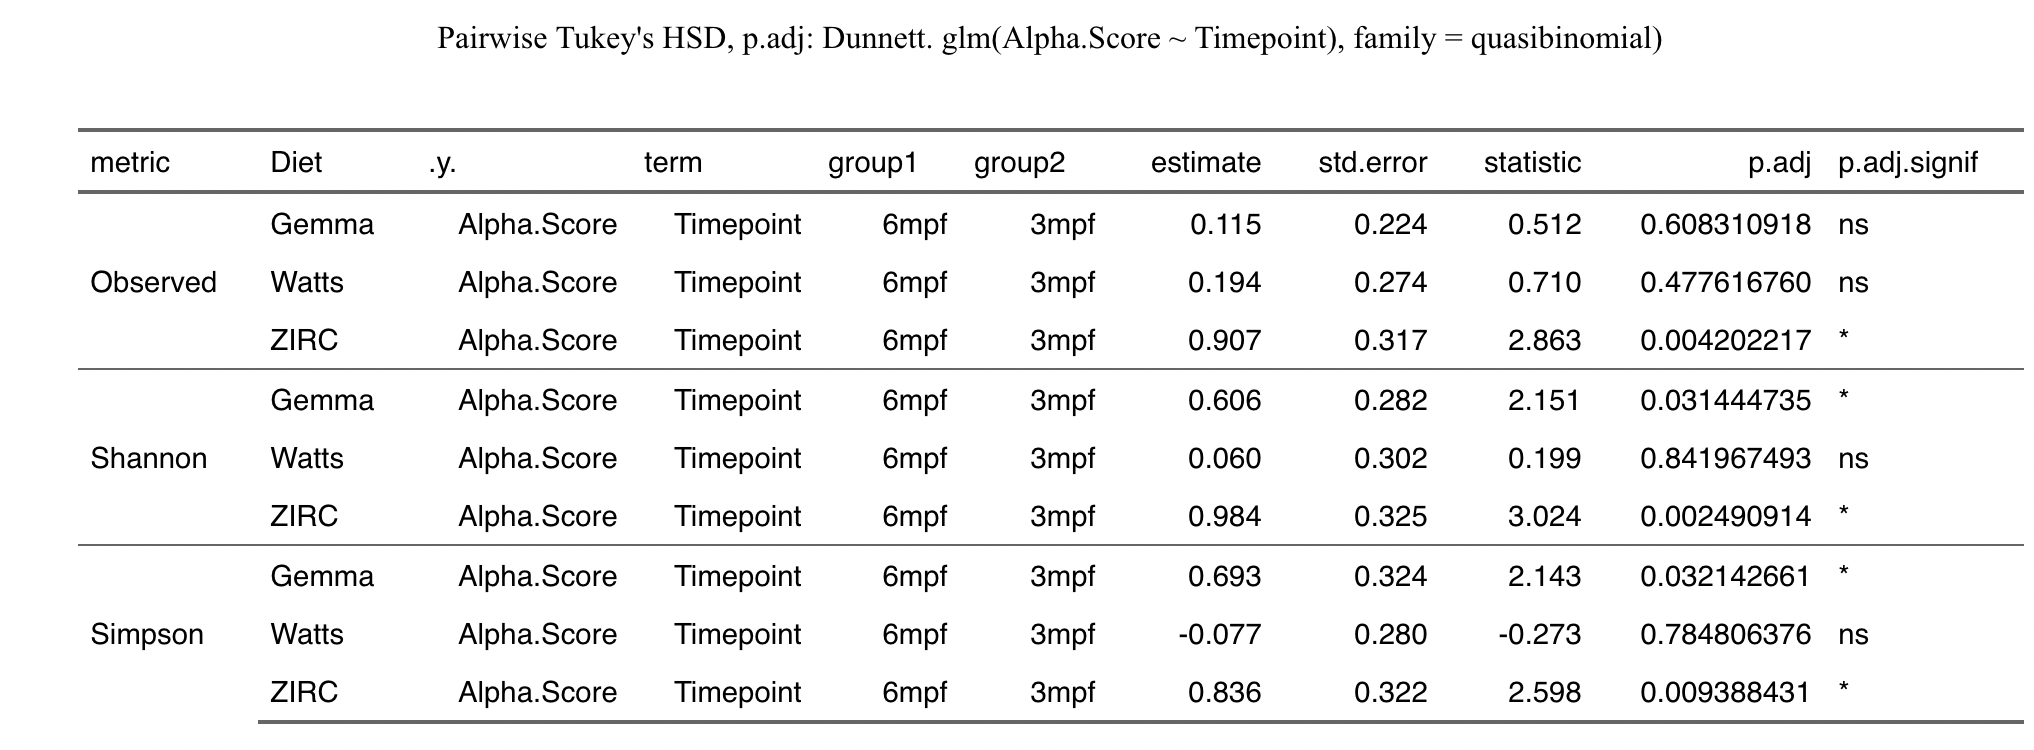 Pairwise Tukey's HSD, p.adj: Dunnett. glm(Alpha.Score ~ Timepoint), family = quasibinomial)
metric Diet .y. term group1 group2 estimate std.error statistic p.adj p.adj.signif
Gemma Alpha.Score Timepoint 6mpf 3mpf 0.115 0.224 0.512 0.608310918 ns
Observed Watts Alpha.Score Timepoint 6mpf 3mpf 0.194 0.274 0.710 0.477616760 ns
ZIRC Alpha.Score Timepoint 6mpf 3mpf 0.907 0.317 2.863 0.004202217 *
Gemma Alpha.Score Timepoint 6mpf 3mpf 0.606 0.282 2.151 0.031444735 *
Shannon Watts Alpha.Score Timepoint 6mpf 3mpf 0.060 0.302 0.199 0.841967493 ns
ZIRC Alpha.Score Timepoint 6mpf 3mpf 0.984 0.325 3.024 0.002490914 *
Gemma Alpha.Score Timepoint 6mpf 3mpf 0.693 0.324 2.143 0.032142661 *
Simpson Watts Alpha.Score Timepoint 6mpf 3mpf -0.077 0.280 -0.273 0.784806376 ns
ZIRC Alpha.Score Timepoint 6mpf 3mpf 0.836 0.322 2.598 0.009388431 *